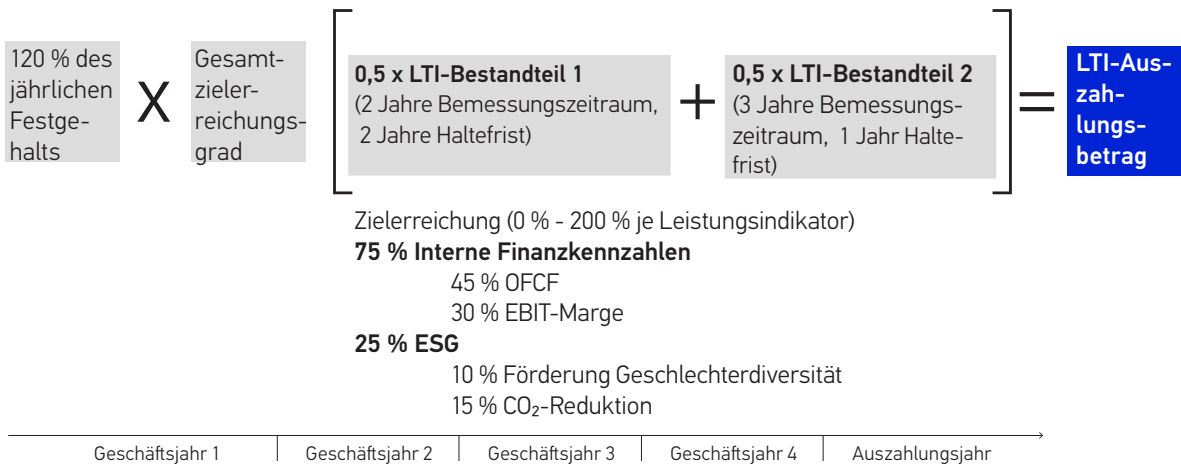 120 % des
jährlichen
Festge-
halts
X
Gesamt-
zieler-
reichungs-
grad
[
0,5 x LTI-Bestandteil 1
(2 Jahre Bemessungszeitraum,
2 Jahre Haltefrist)
+
0,5 x LTI-Bestandteil 2
(3 Jahre Bemessungs-
zeitraum, 1 Jahr Halte-
frist)
]
=
LTI-Aus-
zah-
lungs-
betrag
Zielerreichung (0 % - 200 % je Leistungsindikator)
75 % Interne Finanzkennzahlen
45 % OFCF
30 % EBIT-Marge
25 % ESG
10 % Förderung Geschlechterdiversität
15 % CO₂-Reduktion
Geschäftsjahr 1
Geschäftsjahr 2
Geschäftsjahr 3
Geschäftsjahr 4
Auszahlungsjahr